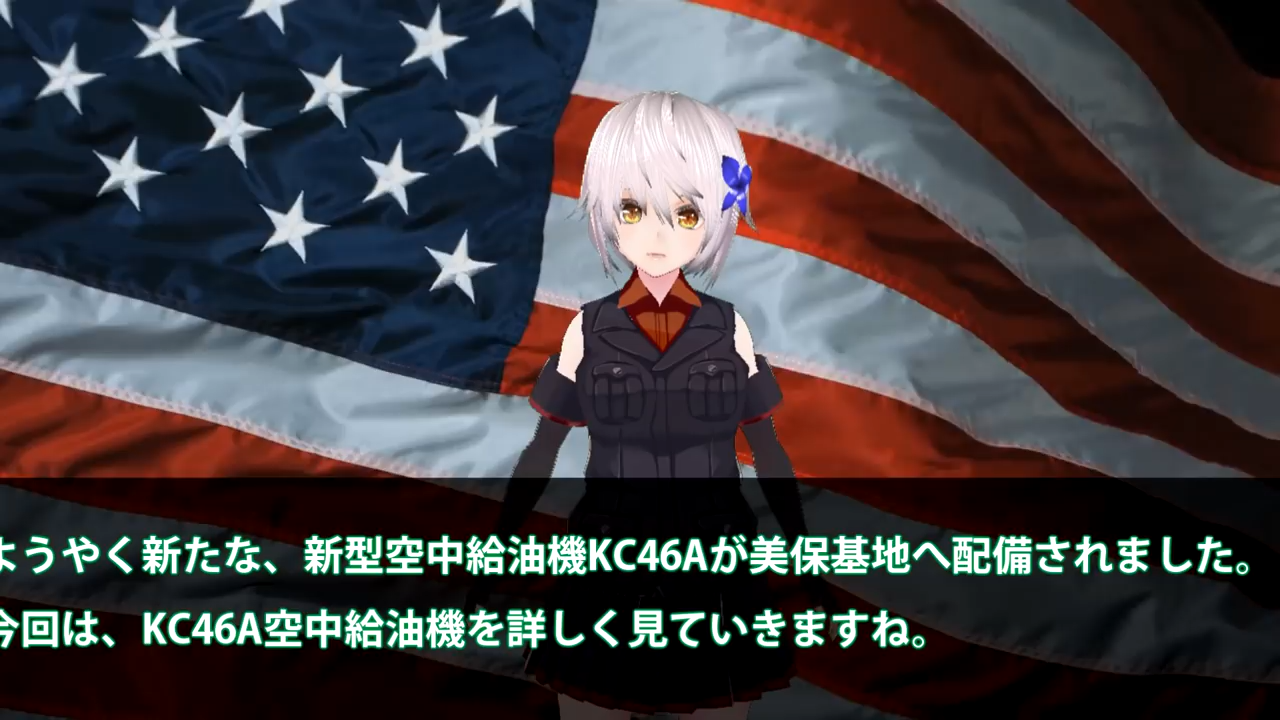 ようやく新たな、新型空中給油機KC46Aが美保基地へ配備されました。
今回は、KC46A空中給油機を詳しく見ていきますね。